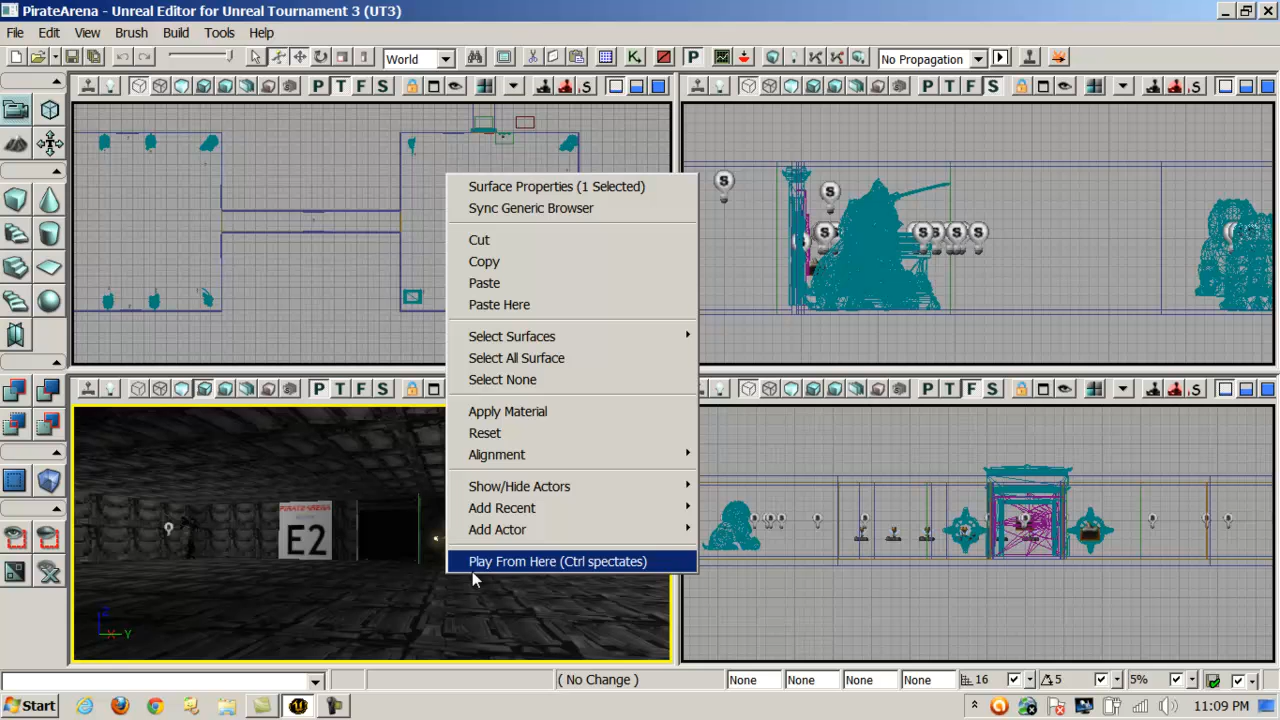 PirateArena - Unreal Editor for Unreal Tournament 3 (UT3)
File Edit View Brush Build Tools Help
World
P
No Propagation
P T F S
S
P T F S
S
Surface Properties (1 Selected)
Sync Generic Browser
Cut
Copy
Paste
Paste Here
Select Surfaces
Select All Surface
Select None
Apply Material
Reset
Alignment
Show/Hide Actors
Add Recent
Add Actor
Play From Here (Ctrl spectates)
S
S
S
S
S
S
S
P T F S
P T F S
S
PIRATE ARENA
E2
Z
X
Y
( No Change )
None
None
None
None
16
5
5%
Start
11:09 PM